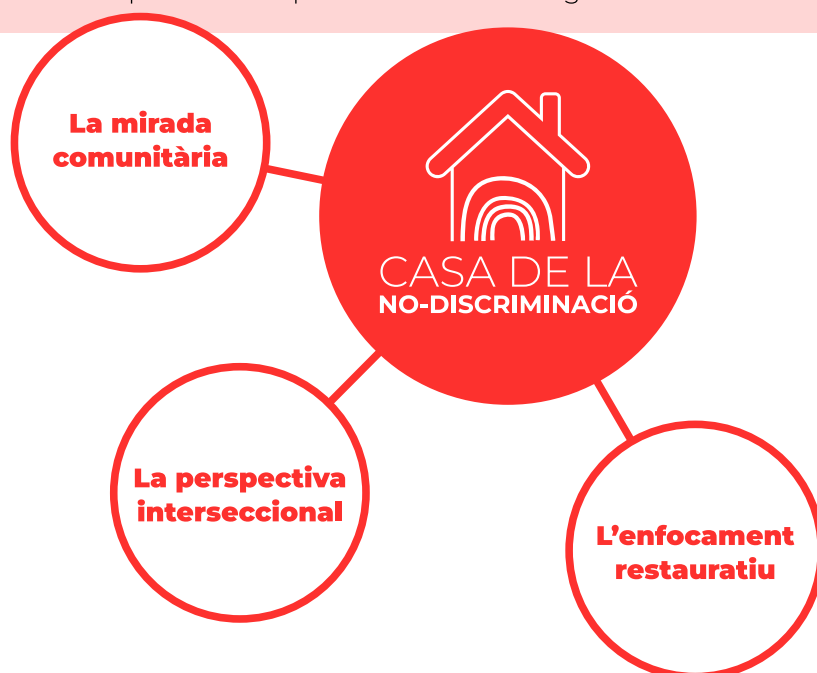 La mirada
comunitària
CASA DE LA
NO-DISCRIMINACIÓ
La perspectiva
interseccional
L’enfocament
restauratiu